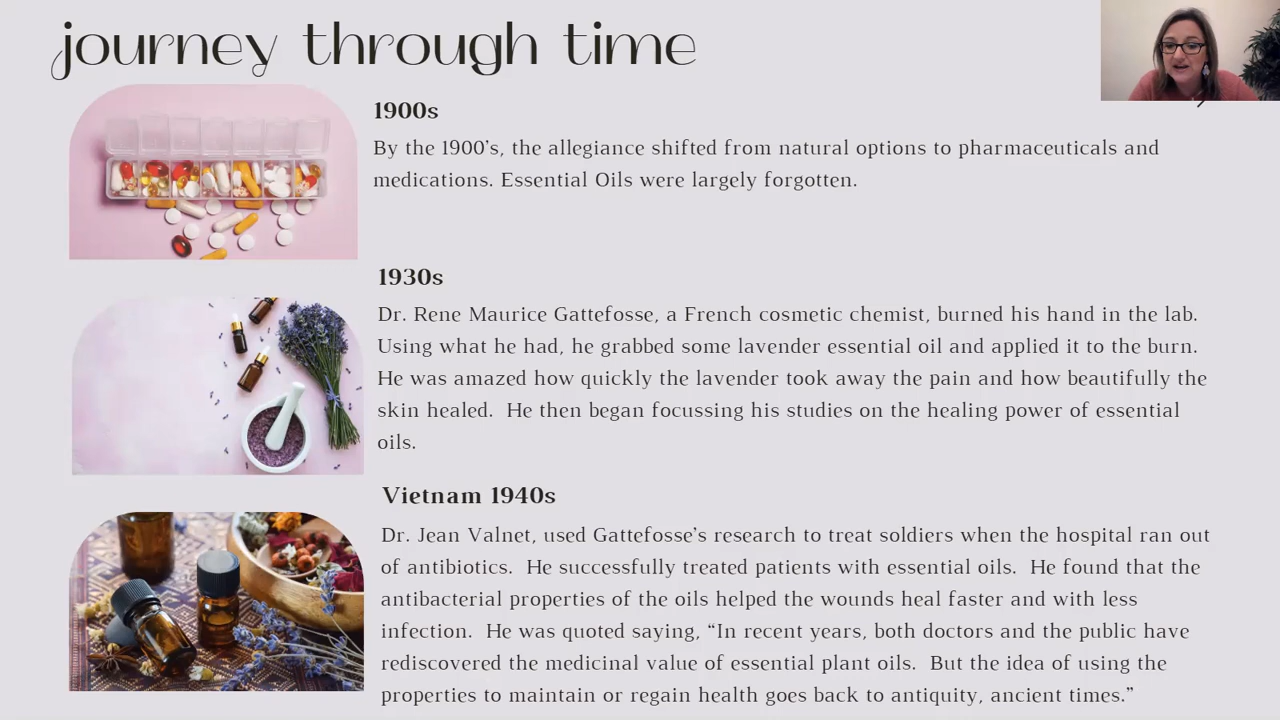 journey through time
1900s
By the 1900's, the allegiance shifted from natural options to pharmaceuticals and
medications. Essential Oils were largely forgotten.
1930s
Dr. Rene Maurice Gattefosse, a French cosmetic chemist, burned his hand in the lab.
Using what he had, he grabbed some lavender essential oil and applied it to the burn.
He was amazed how quickly the lavender took away the pain and how beautifully the
skin healed.  He then began focussing his studies on the healing power of essential
oils.
Vietnam 1940s
Dr. Jean Valnet, used Gattefosse's research to treat soldiers when the hospital ran out
of antibiotics.  He successfully treated patients with essential oils.  He found that the
antibacterial properties of the oils helped the wounds heal faster and with less
infection.  He was quoted saying, “In recent years, both doctors and the public have
rediscovered the medicinal value of essential plant oils.  But the idea of using the
properties to maintain or regain health goes back to antiquity, ancient times.”